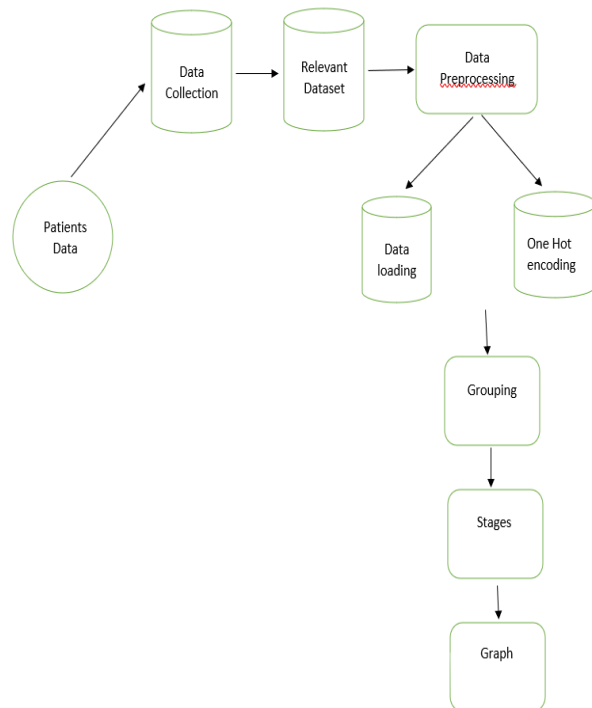 Data
Collection
Relevant
Dataset
Data
Preprocessing
Patients
Data
Data
loading
One Hot
encoding
Grouping
Stages
Graph